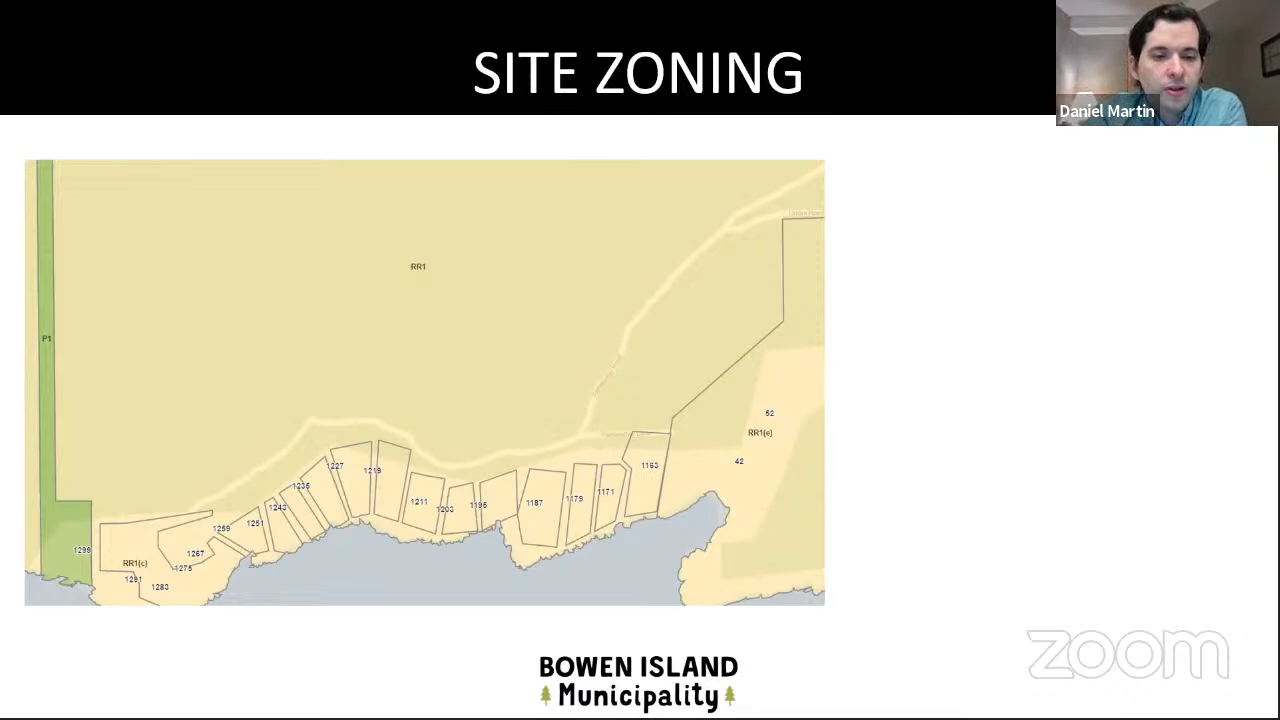 SITE ZONING
Daniel Martin
RR1
P1
52
RR1(e)
42
1163
1227
1219
1235
1171
1179
1187
1195
1203
1211
1243
1251
1259
1267
1275
1298
RR1(c)
1291
1283
zoom
BOWEN ISLAND
Municipality